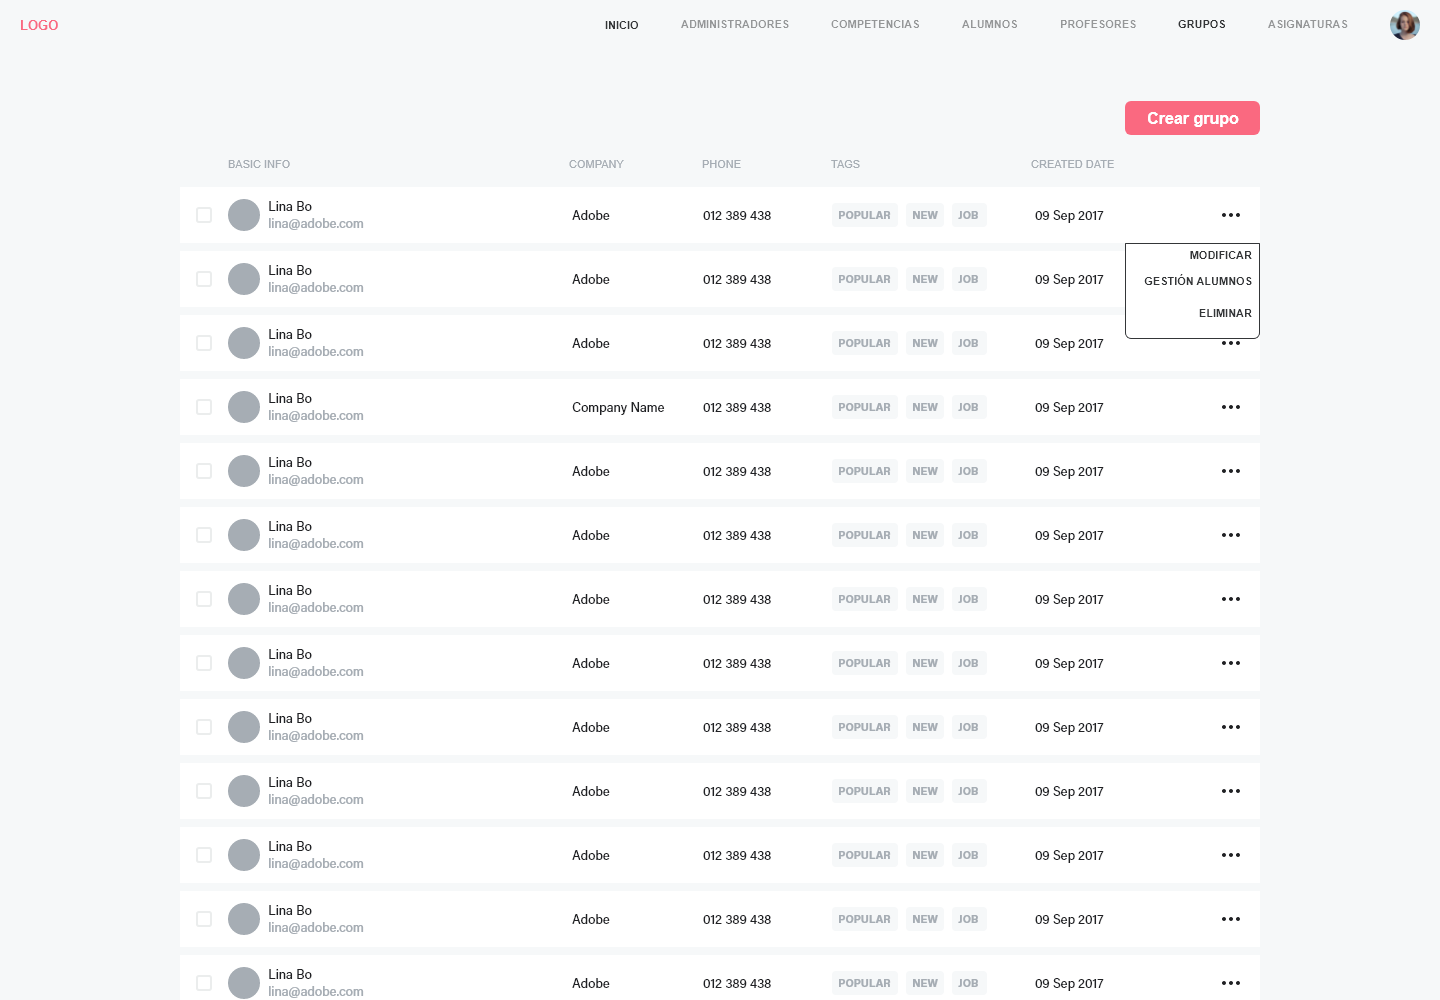 LOGO INICIO ADMINISTRADORES COMPETENCIAS ALUMNOS PROFESORES GRUPOS ASIGNATURAS
Crear grupo
BASIC INFO COMPANY PHONE TAGS CREATED DATE
Lina Bo
lina@adobe.com
Adobe 012 389 438 POPULAR NEW JOB 09 Sep 2017
MODIFICAR
GESTIÓN ALUMNOS
ELIMINAR
Lina Bo
lina@adobe.com
Adobe 012 389 438 POPULAR NEW JOB 09 Sep 2017
Lina Bo
lina@adobe.com
Adobe 012 389 438 POPULAR NEW JOB 09 Sep 2017
Lina Bo
lina@adobe.com
Company Name 012 389 438 POPULAR NEW JOB 09 Sep 2017
Lina Bo
lina@adobe.com
Adobe 012 389 438 POPULAR NEW JOB 09 Sep 2017
Lina Bo
lina@adobe.com
Adobe 012 389 438 POPULAR NEW JOB 09 Sep 2017
Lina Bo
lina@adobe.com
Adobe 012 389 438 POPULAR NEW JOB 09 Sep 2017
Lina Bo
lina@adobe.com
Adobe 012 389 438 POPULAR NEW JOB 09 Sep 2017
Lina Bo
lina@adobe.com
Adobe 012 389 438 POPULAR NEW JOB 09 Sep 2017
Lina Bo
lina@adobe.com
Adobe 012 389 438 POPULAR NEW JOB 09 Sep 2017
Lina Bo
lina@adobe.com
Adobe 012 389 438 POPULAR NEW JOB 09 Sep 2017
Lina Bo
lina@adobe.com
Adobe 012 389 438 POPULAR NEW JOB 09 Sep 2017
Lina Bo
lina@adobe.com
Adobe 012 389 438 POPULAR NEW JOB 09 Sep 2017